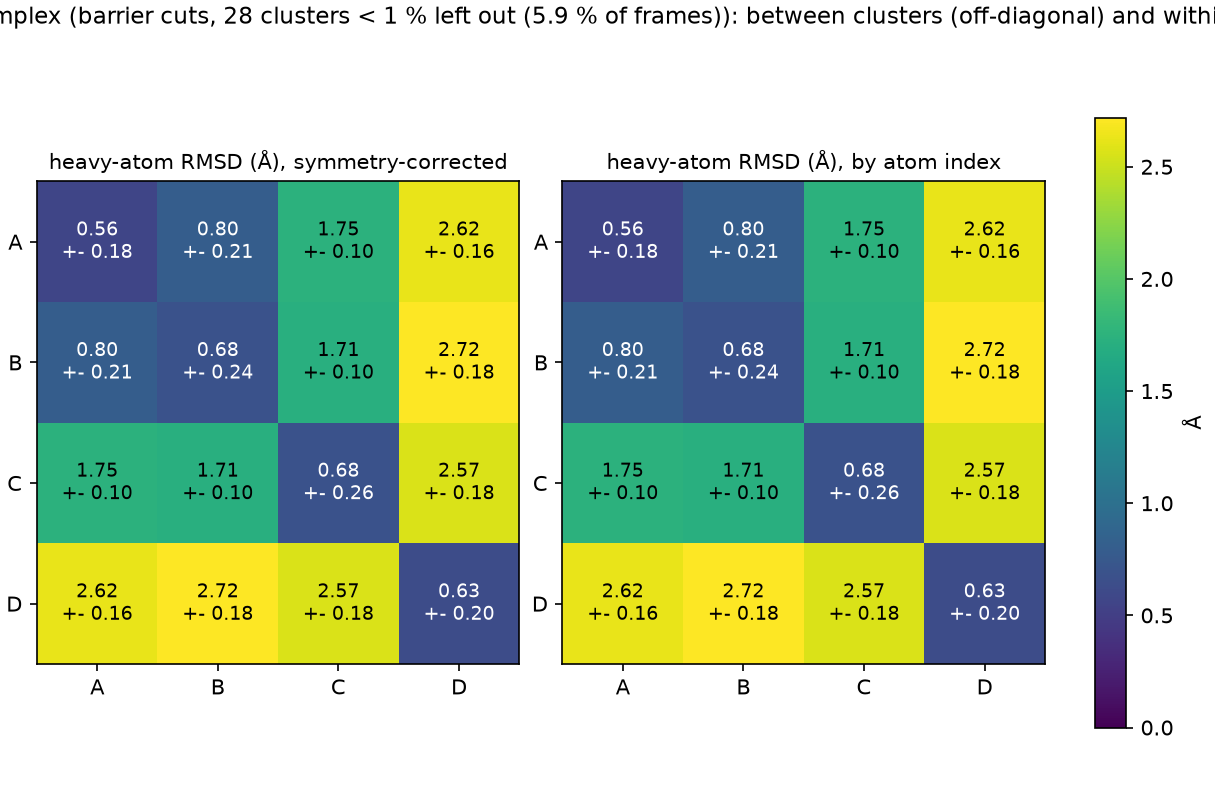 mplex (barrier cuts, 28 clusters < 1 % left out (5.9 % of frames)): between clusters (off-diagonal) and withi
heavy-atom RMSD (Å), symmetry-corrected
A
0.56 0.80 1.75 2.62
+- 0.18 +- 0.21 +- 0.10 +- 0.16
B
0.80 0.68 1.71 2.72
+- 0.21 +- 0.24 +- 0.10 +- 0.18
C
1.75 1.71 0.68 2.57
+- 0.10 +- 0.10 +- 0.26 +- 0.18
D
2.62 2.72 2.57 0.63
+- 0.16 +- 0.18 +- 0.18 +- 0.20
A B C D
heavy-atom RMSD (Å), by atom index
A
0.56 0.80 1.75 2.62
+- 0.18 +- 0.21 +- 0.10 +- 0.16
B
0.80 0.68 1.71 2.72
+- 0.21 +- 0.24 +- 0.10 +- 0.18
C
1.75 1.71 0.68 2.57
+- 0.10 +- 0.10 +- 0.26 +- 0.18
D
2.62 2.72 2.57 0.63
+- 0.16 +- 0.18 +- 0.18 +- 0.20
A B C D
2.5
2.0
1.5
1.0
0.5
0.0
Å